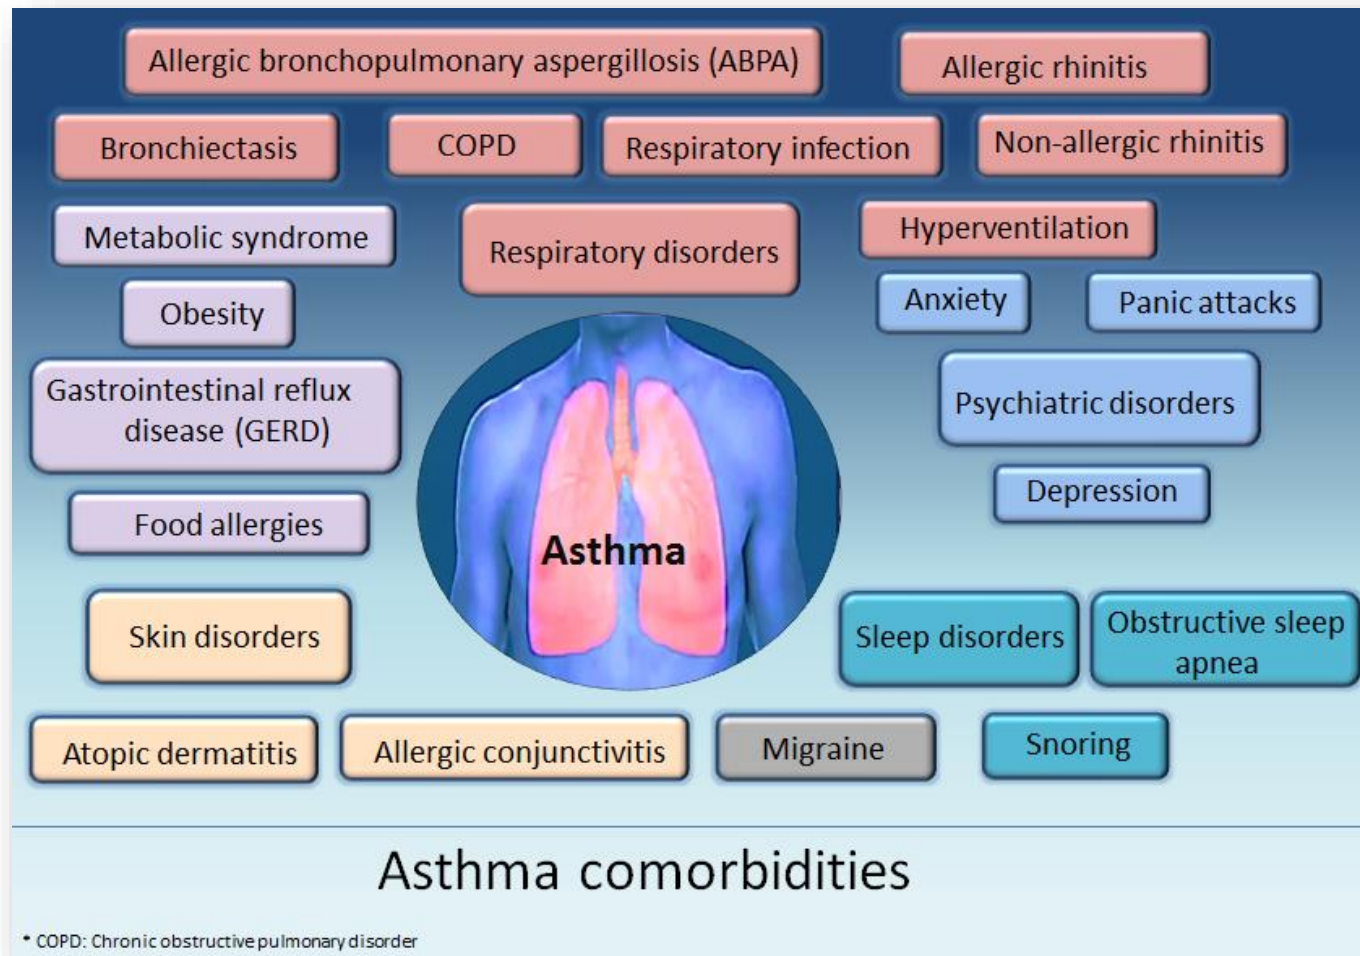 Allergic bronchopulmonary aspergillosis (ABPA)
Allergic rhinitis
Bronchiectasis
COPD
Respiratory infection
Non-allergic rhinitis
Metabolic syndrome
Respiratory disorders
Hyperventilation
Obesity
Anxiety
Panic attacks
Gastrointestinal reflux
disease (GERD)
Psychiatric disorders
Food allergies
Depression
Asthma
Skin disorders
Sleep disorders
Obstructive sleep
apnea
Atopic dermatitis
Allergic conjunctivitis
Migraine
Snoring
Asthma comorbidities
* COPD: Chronic obstructive pulmonary disorder